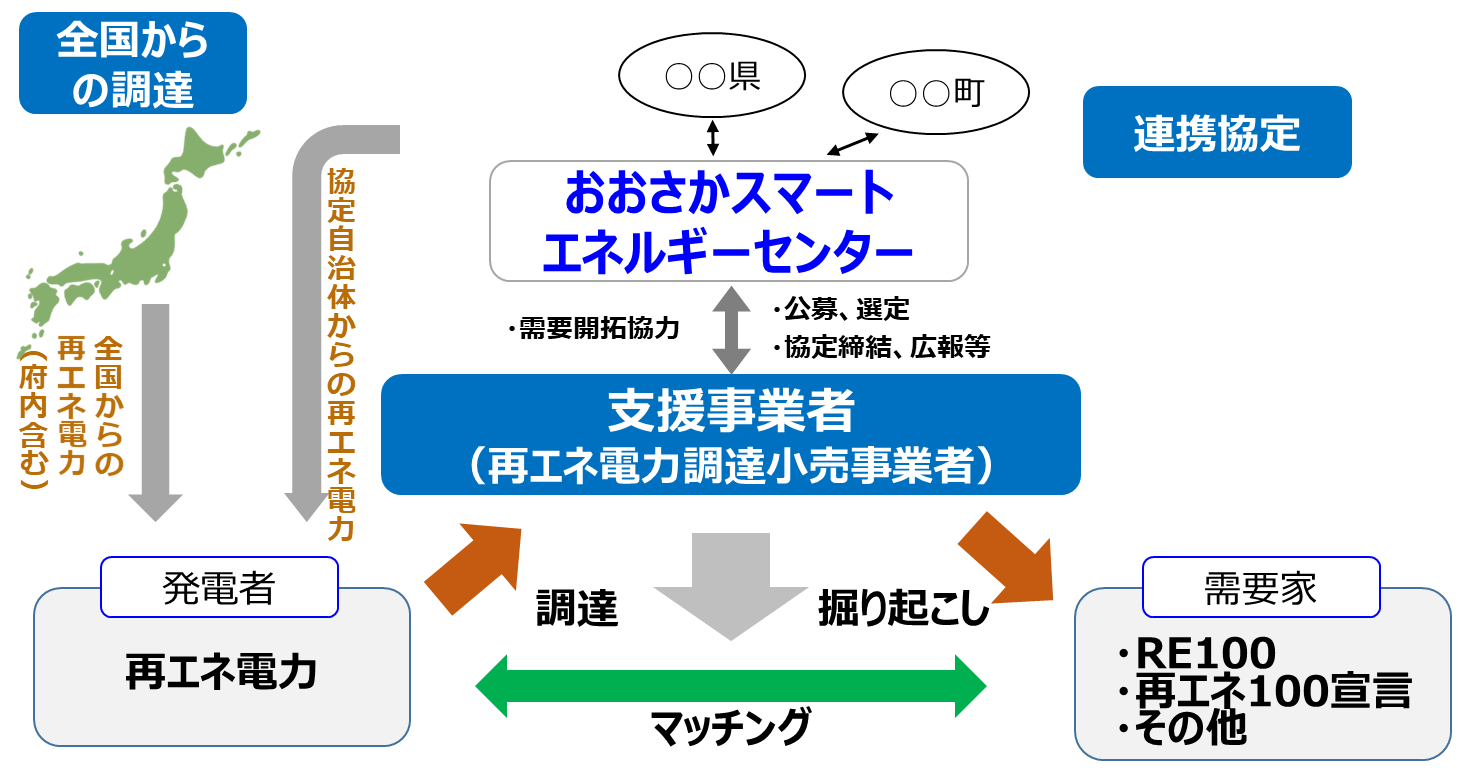 全国から
の調達
〇〇県
〇〇町
連携協定
おおさかスマート
エネルギーセンター
・需要開拓協力
・公募、選定
・協定締結、広報等
協定自治体からの再エネ電力
全国からの
再エネ電力
(府内含む)
支援事業者
（再エネ電力調達小売事業者）
発電者
再エネ電力
調達
掘り起こし
マッチング
需要家
・RE100
・再エネ100宣言
・その他